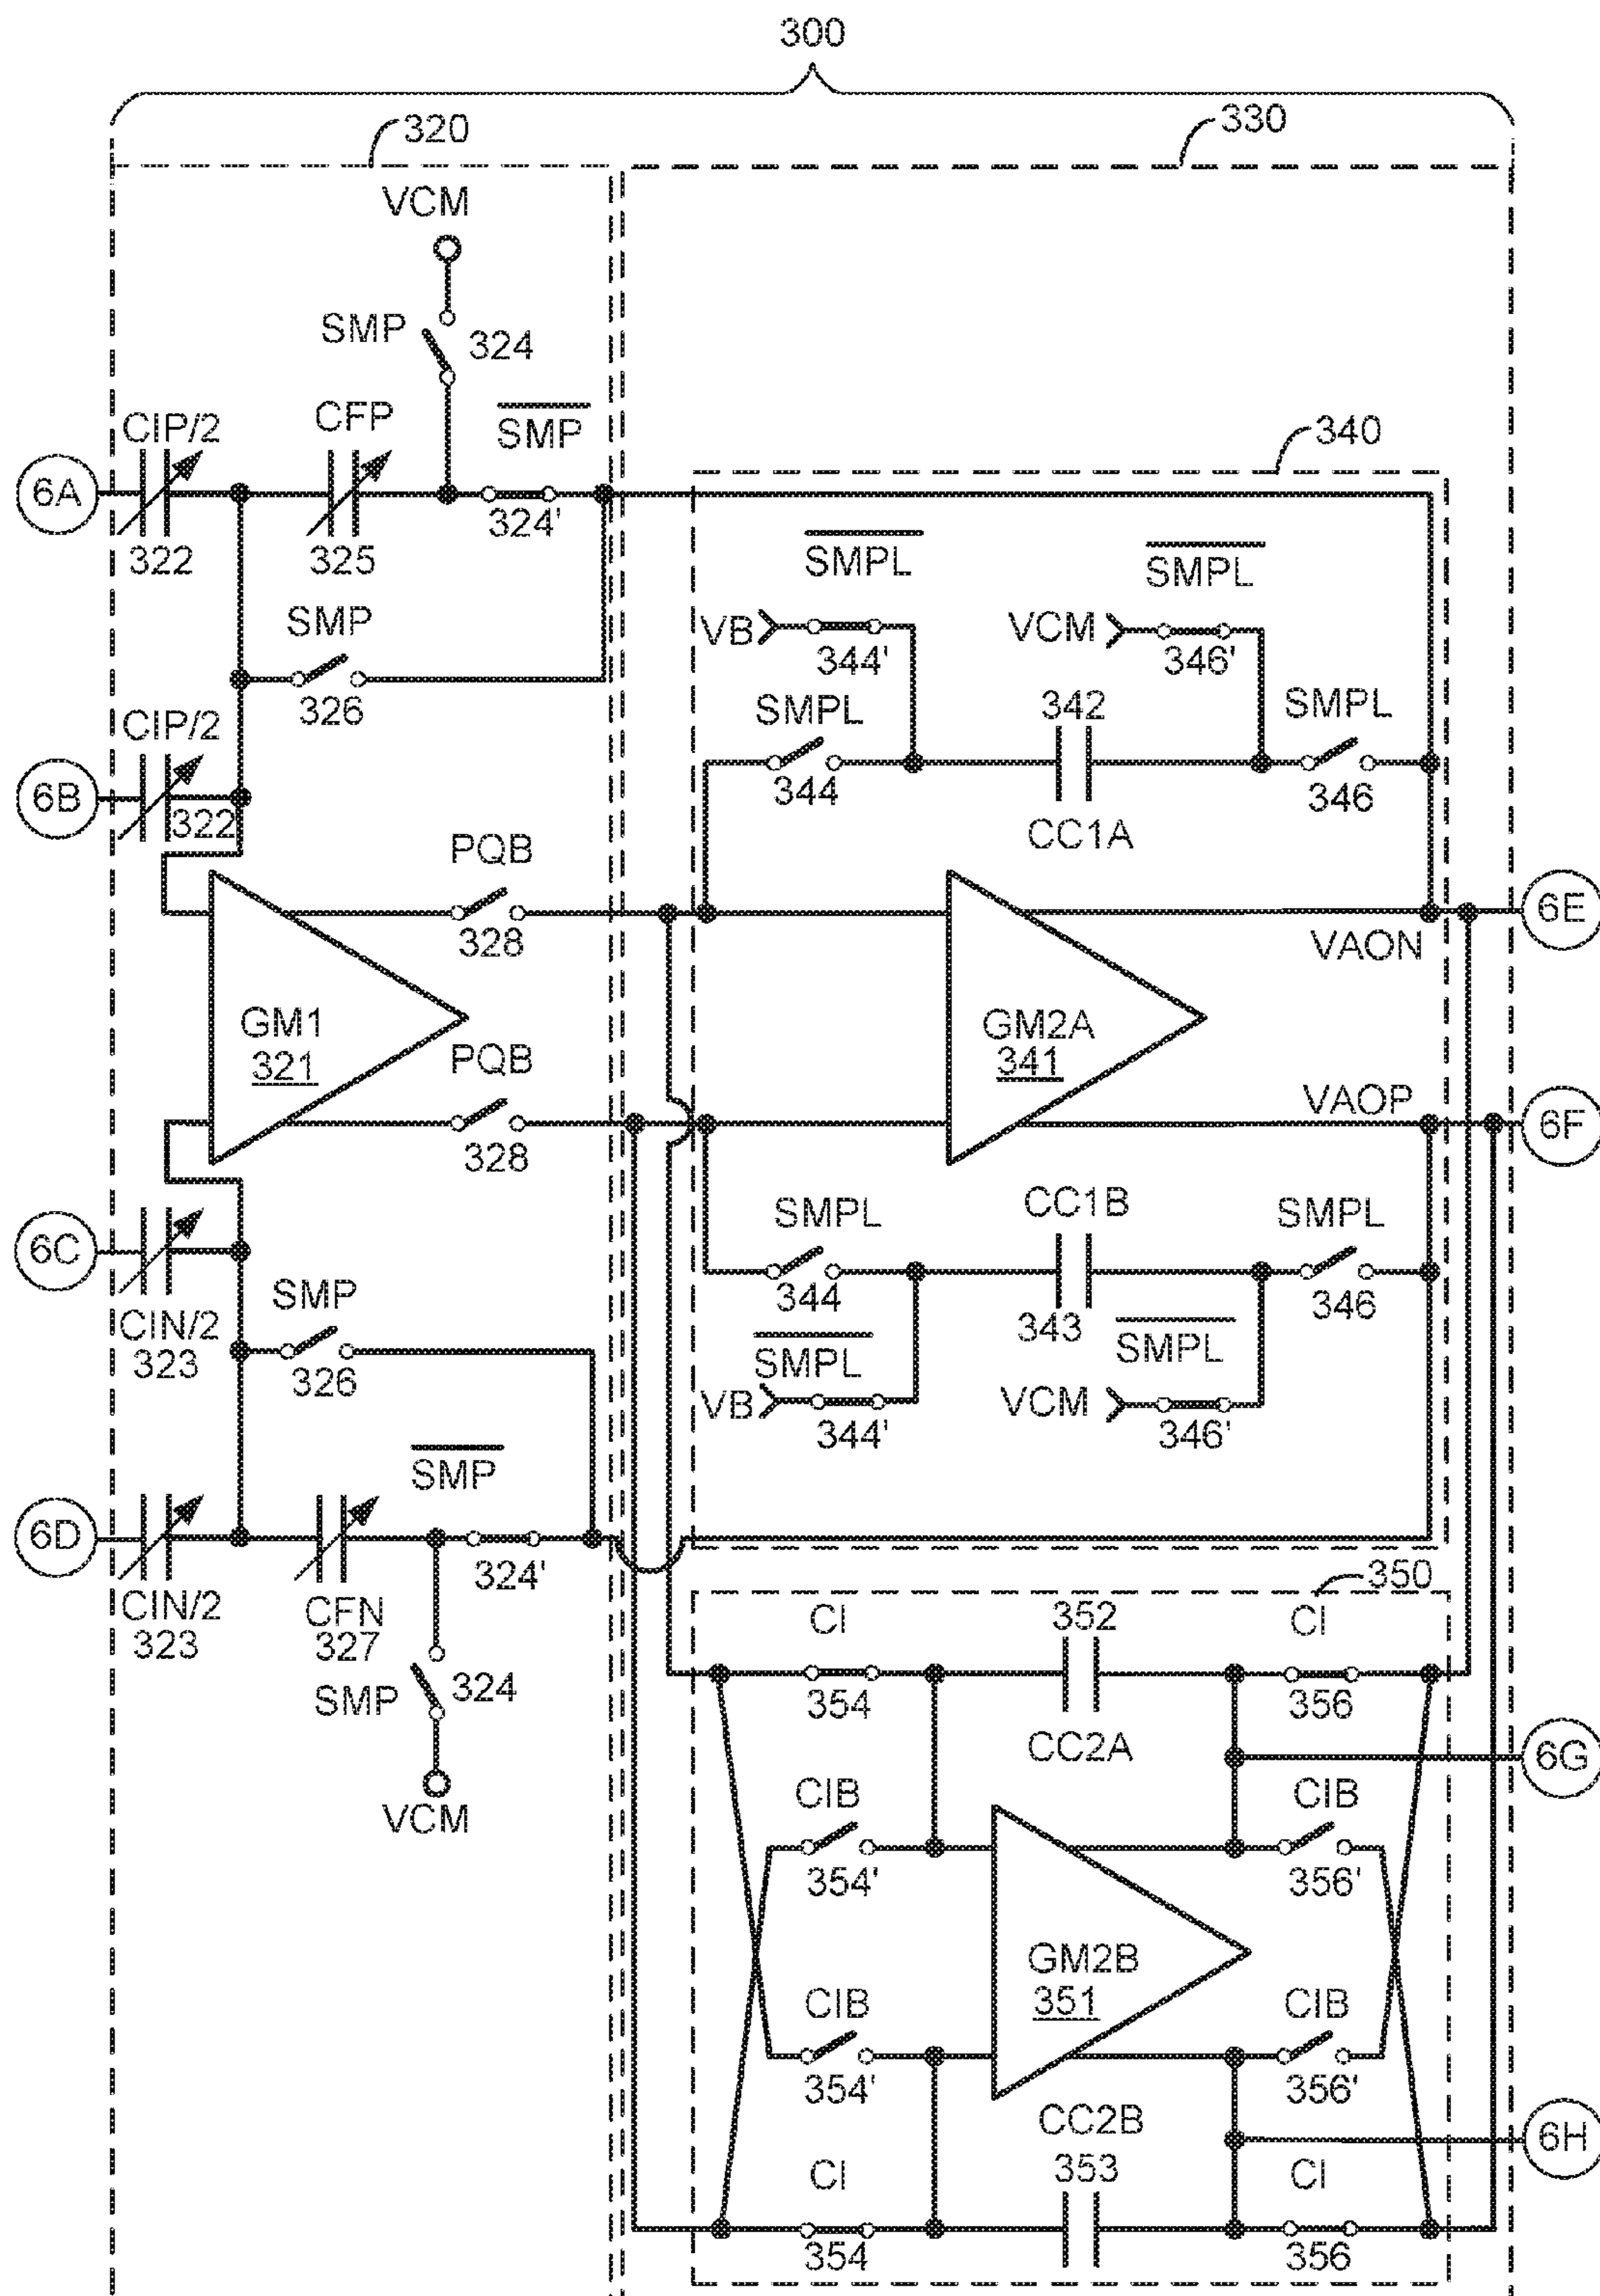 300
320
330
VCM
SMP
324
CIP/2
CFP
SMP
340
6A
322
325
324'
SMPL
SMPL
VB
344'
VCM
346'
SMP
326
SMPL
342
SMPL
CIP/2
6B
322
344
346
CC1A
PQB
328
6E
VAON
GM1
321
GM2A
341
PQB
328
VAOP
6F
6C
CIN/2
323
SMPL
CC1B
SMPL
SMP
326
344
343
346
SMPL
SMPL
VB
344'
VCM
346'
SMP
6D
CIN/2
323
CFN
327
324'
SMP
324
VCM
350
CI
352
CI
354
356
CC2A
6G
CIB
CIB
354'
356'
GM2B
351
CIB
CIB
354'
356'
CC2B
6H
CI
353
CI
354
356